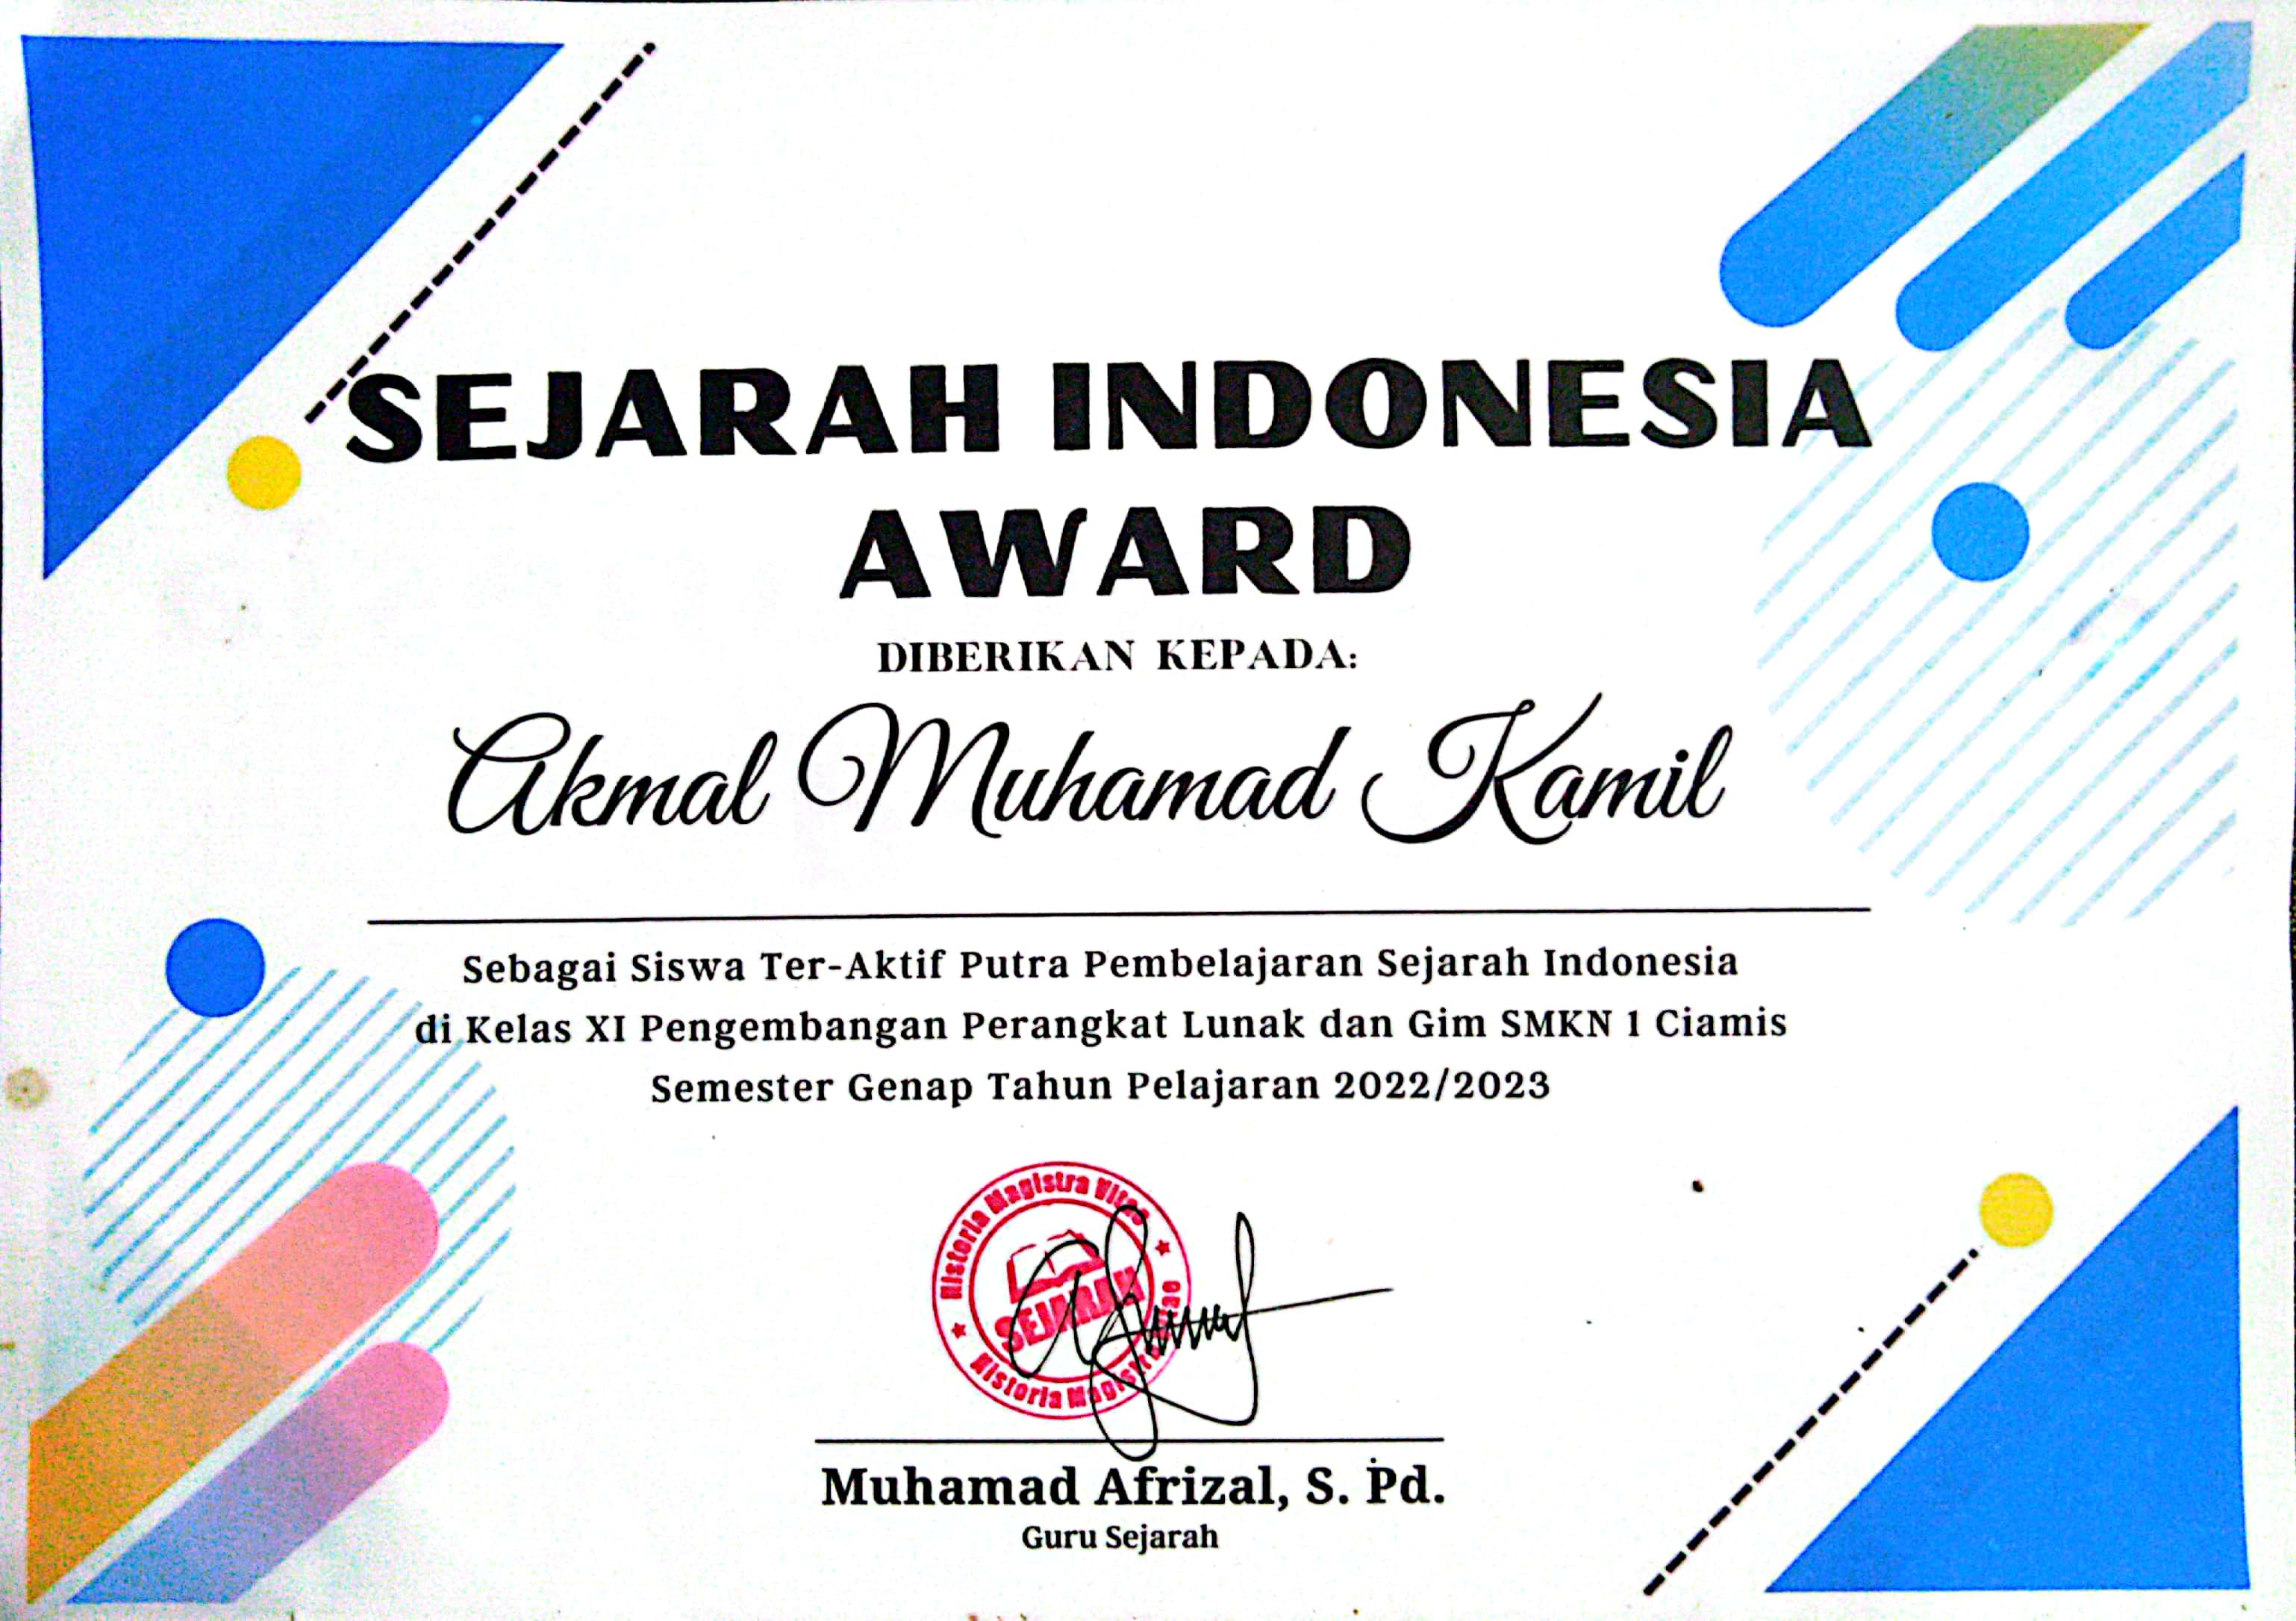 SEJARAH INDONESIA
AWARD
DIBERIKAN KEPADA:
Akmal Muhamad Kamil
Sebagai Siswa Ter-Aktif Putra Pembelajaran Sejarah Indonesia
di Kelas XI Pengembangan Perangkat Lunak dan Gim SMKN 1 Ciamis
Semester Genap Tahun Pelajaran 2022/2023
Historia Magistra Vitae
SEJARAH
Historia Magistra Vitae
Muhamad Afrizal, S. Pd.
Guru Sejarah